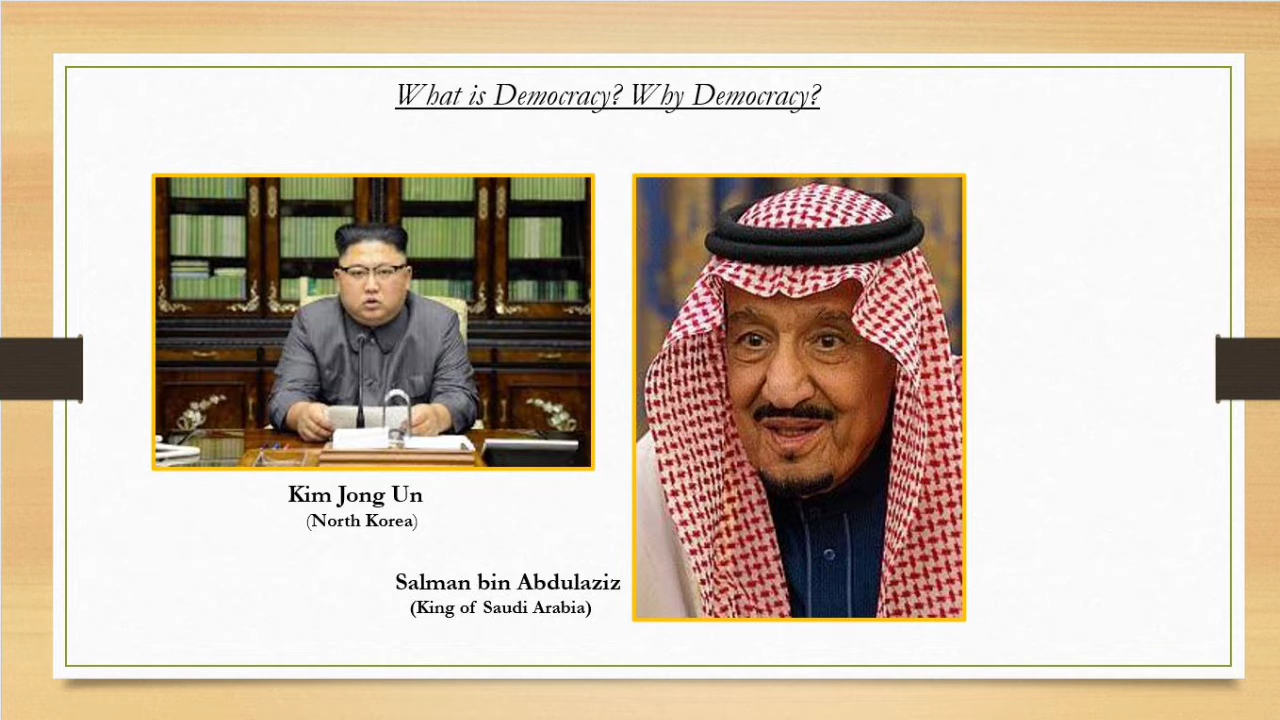 What is Democracy? Why Democracy?
Kim Jong Un
(North Korea)
Salman bin Abdulaziz
(King of Saudi Arabia)